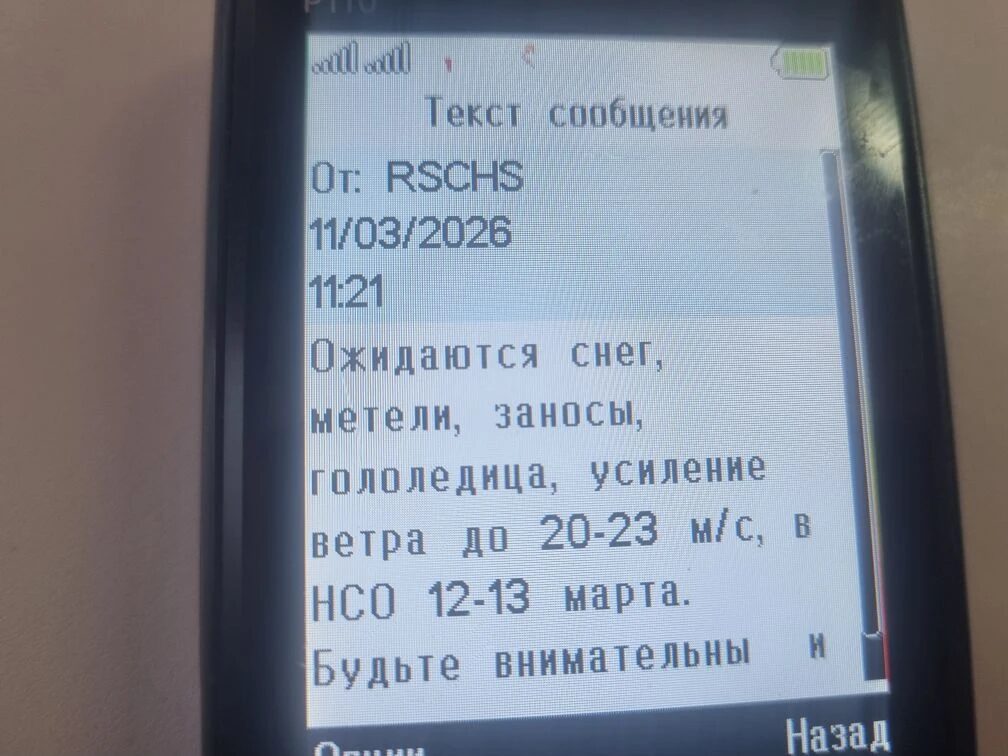 Текст сообщения
От: RSCHS
11/03/2026
11:21
Ожидаются снег,
метели, заносы,
гололедица, усиление
ветра до 20-23 м/с, в
НСО 12-13 марта.
Будьте внимательны и
Опции Назад